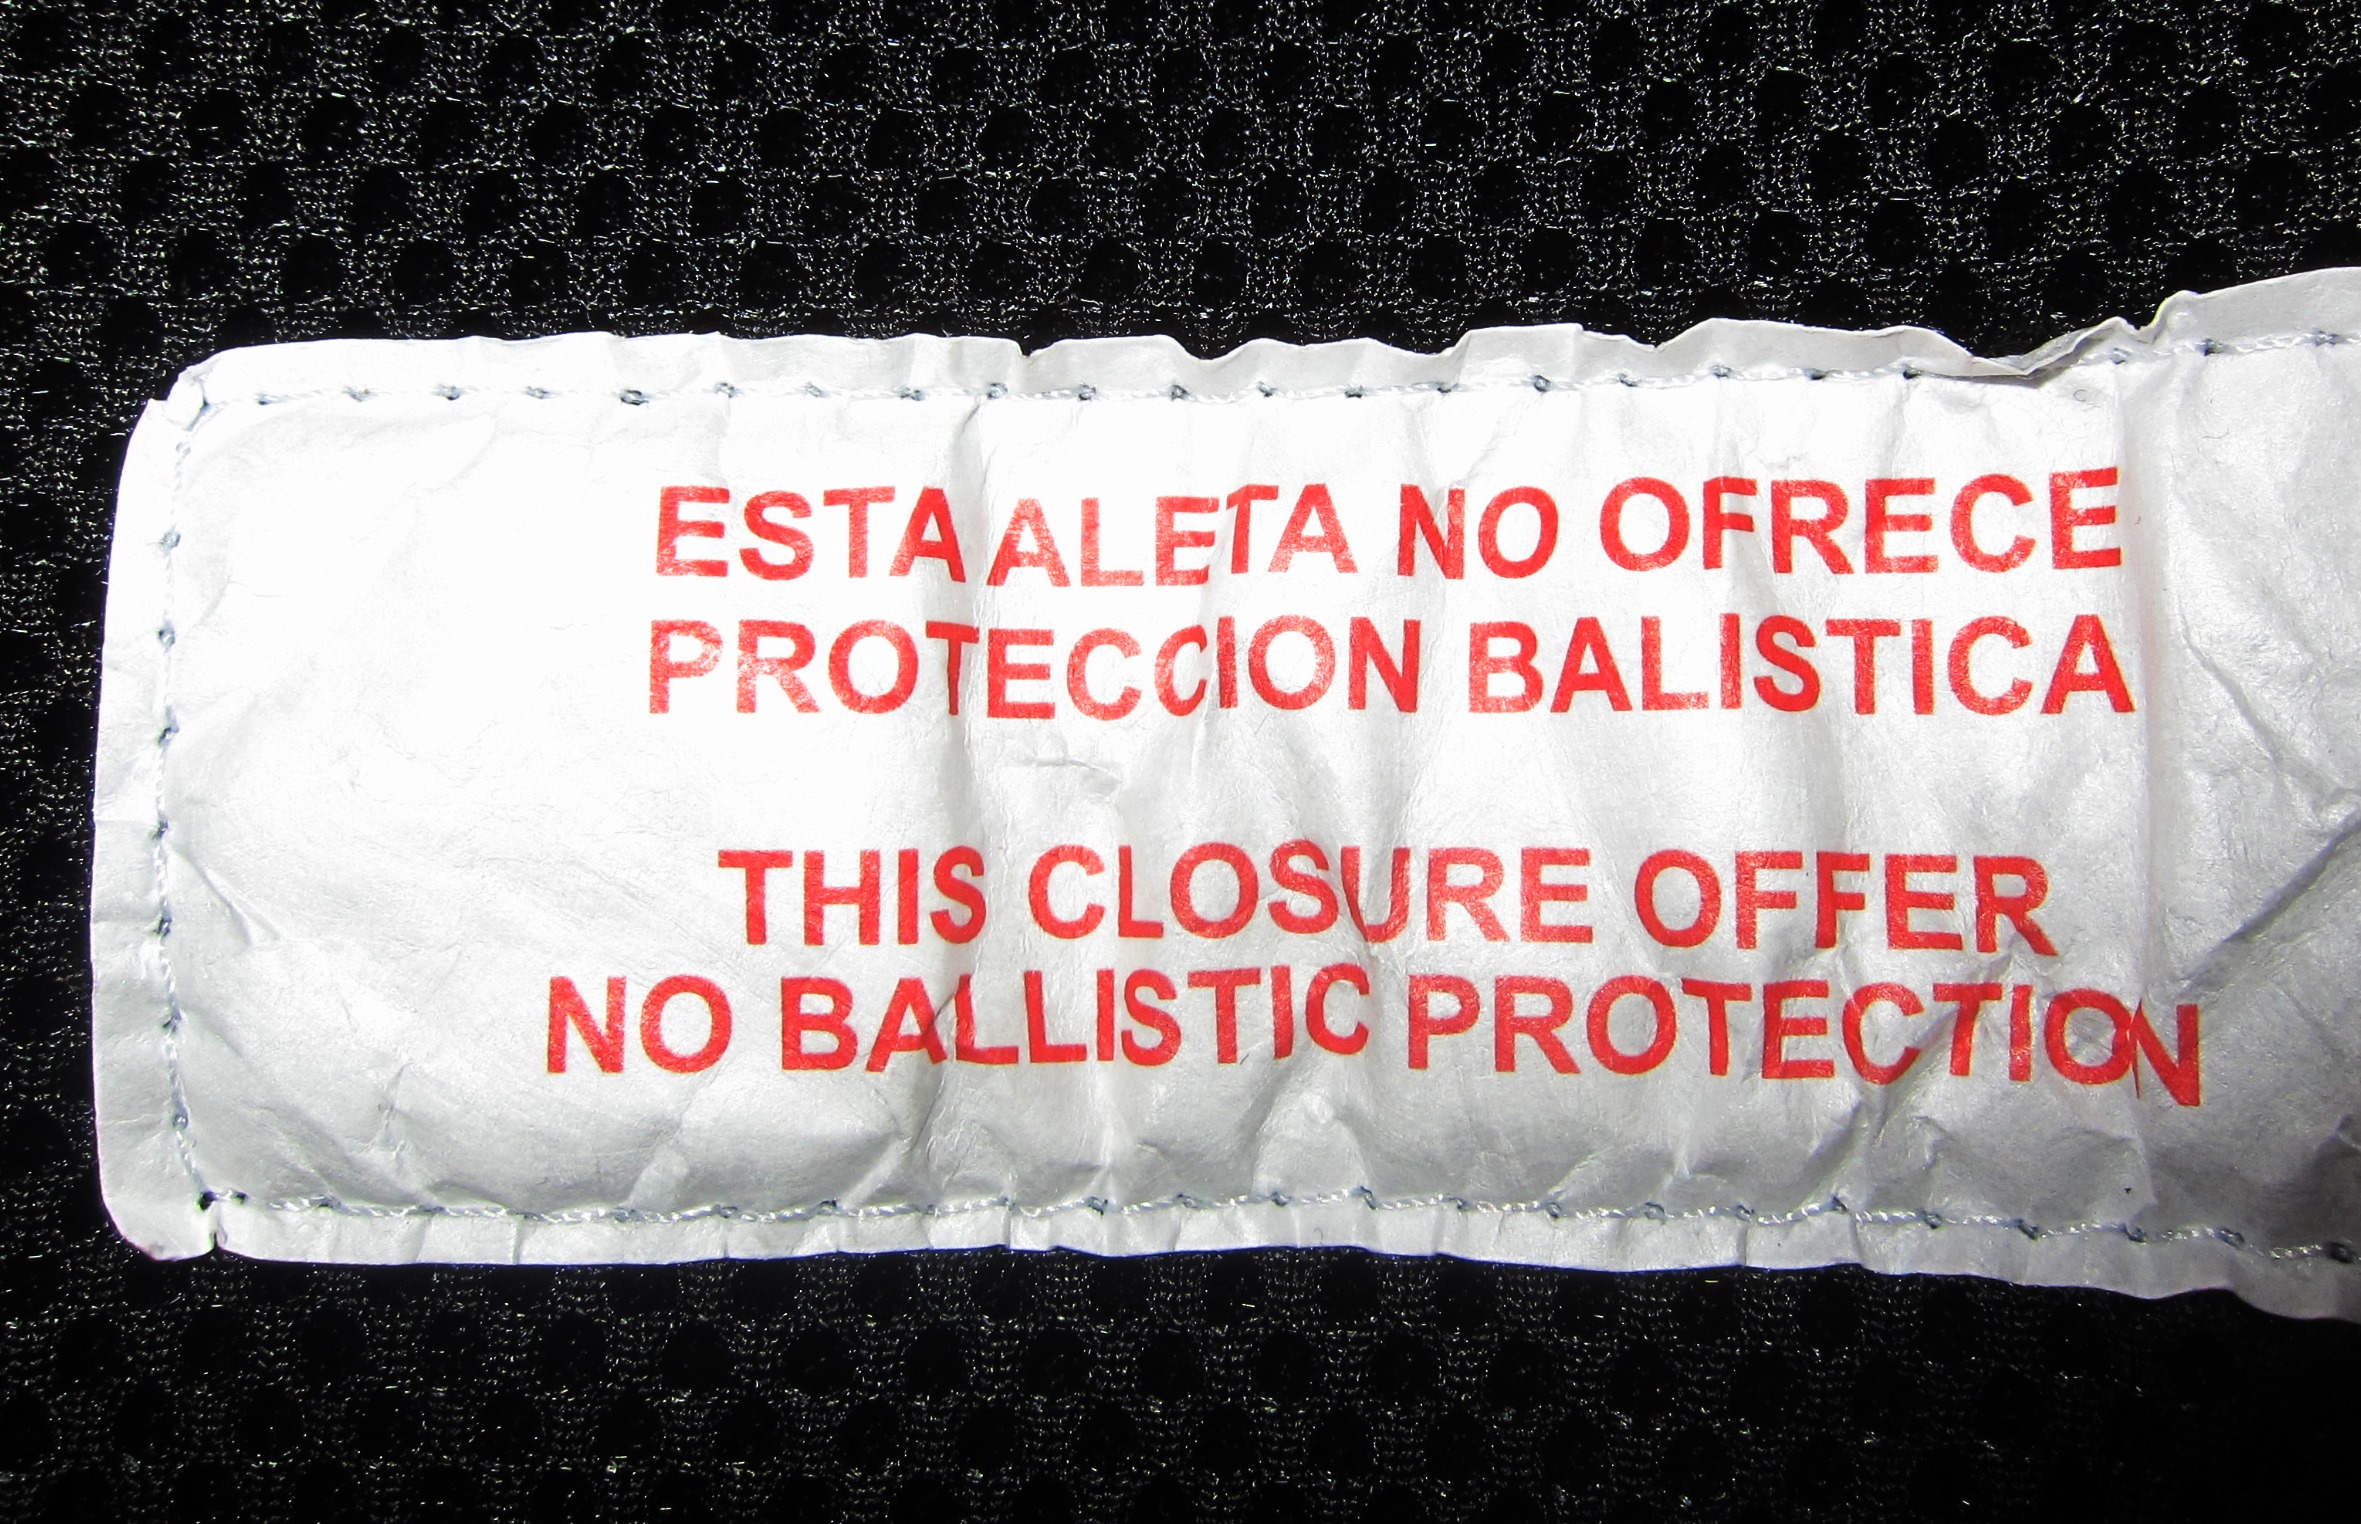 ESTA ALETA NO OFRECE
PROTECCION BALISTICA
THIS CLOSURE OFFER
NO BALLISTIC PROTECTION